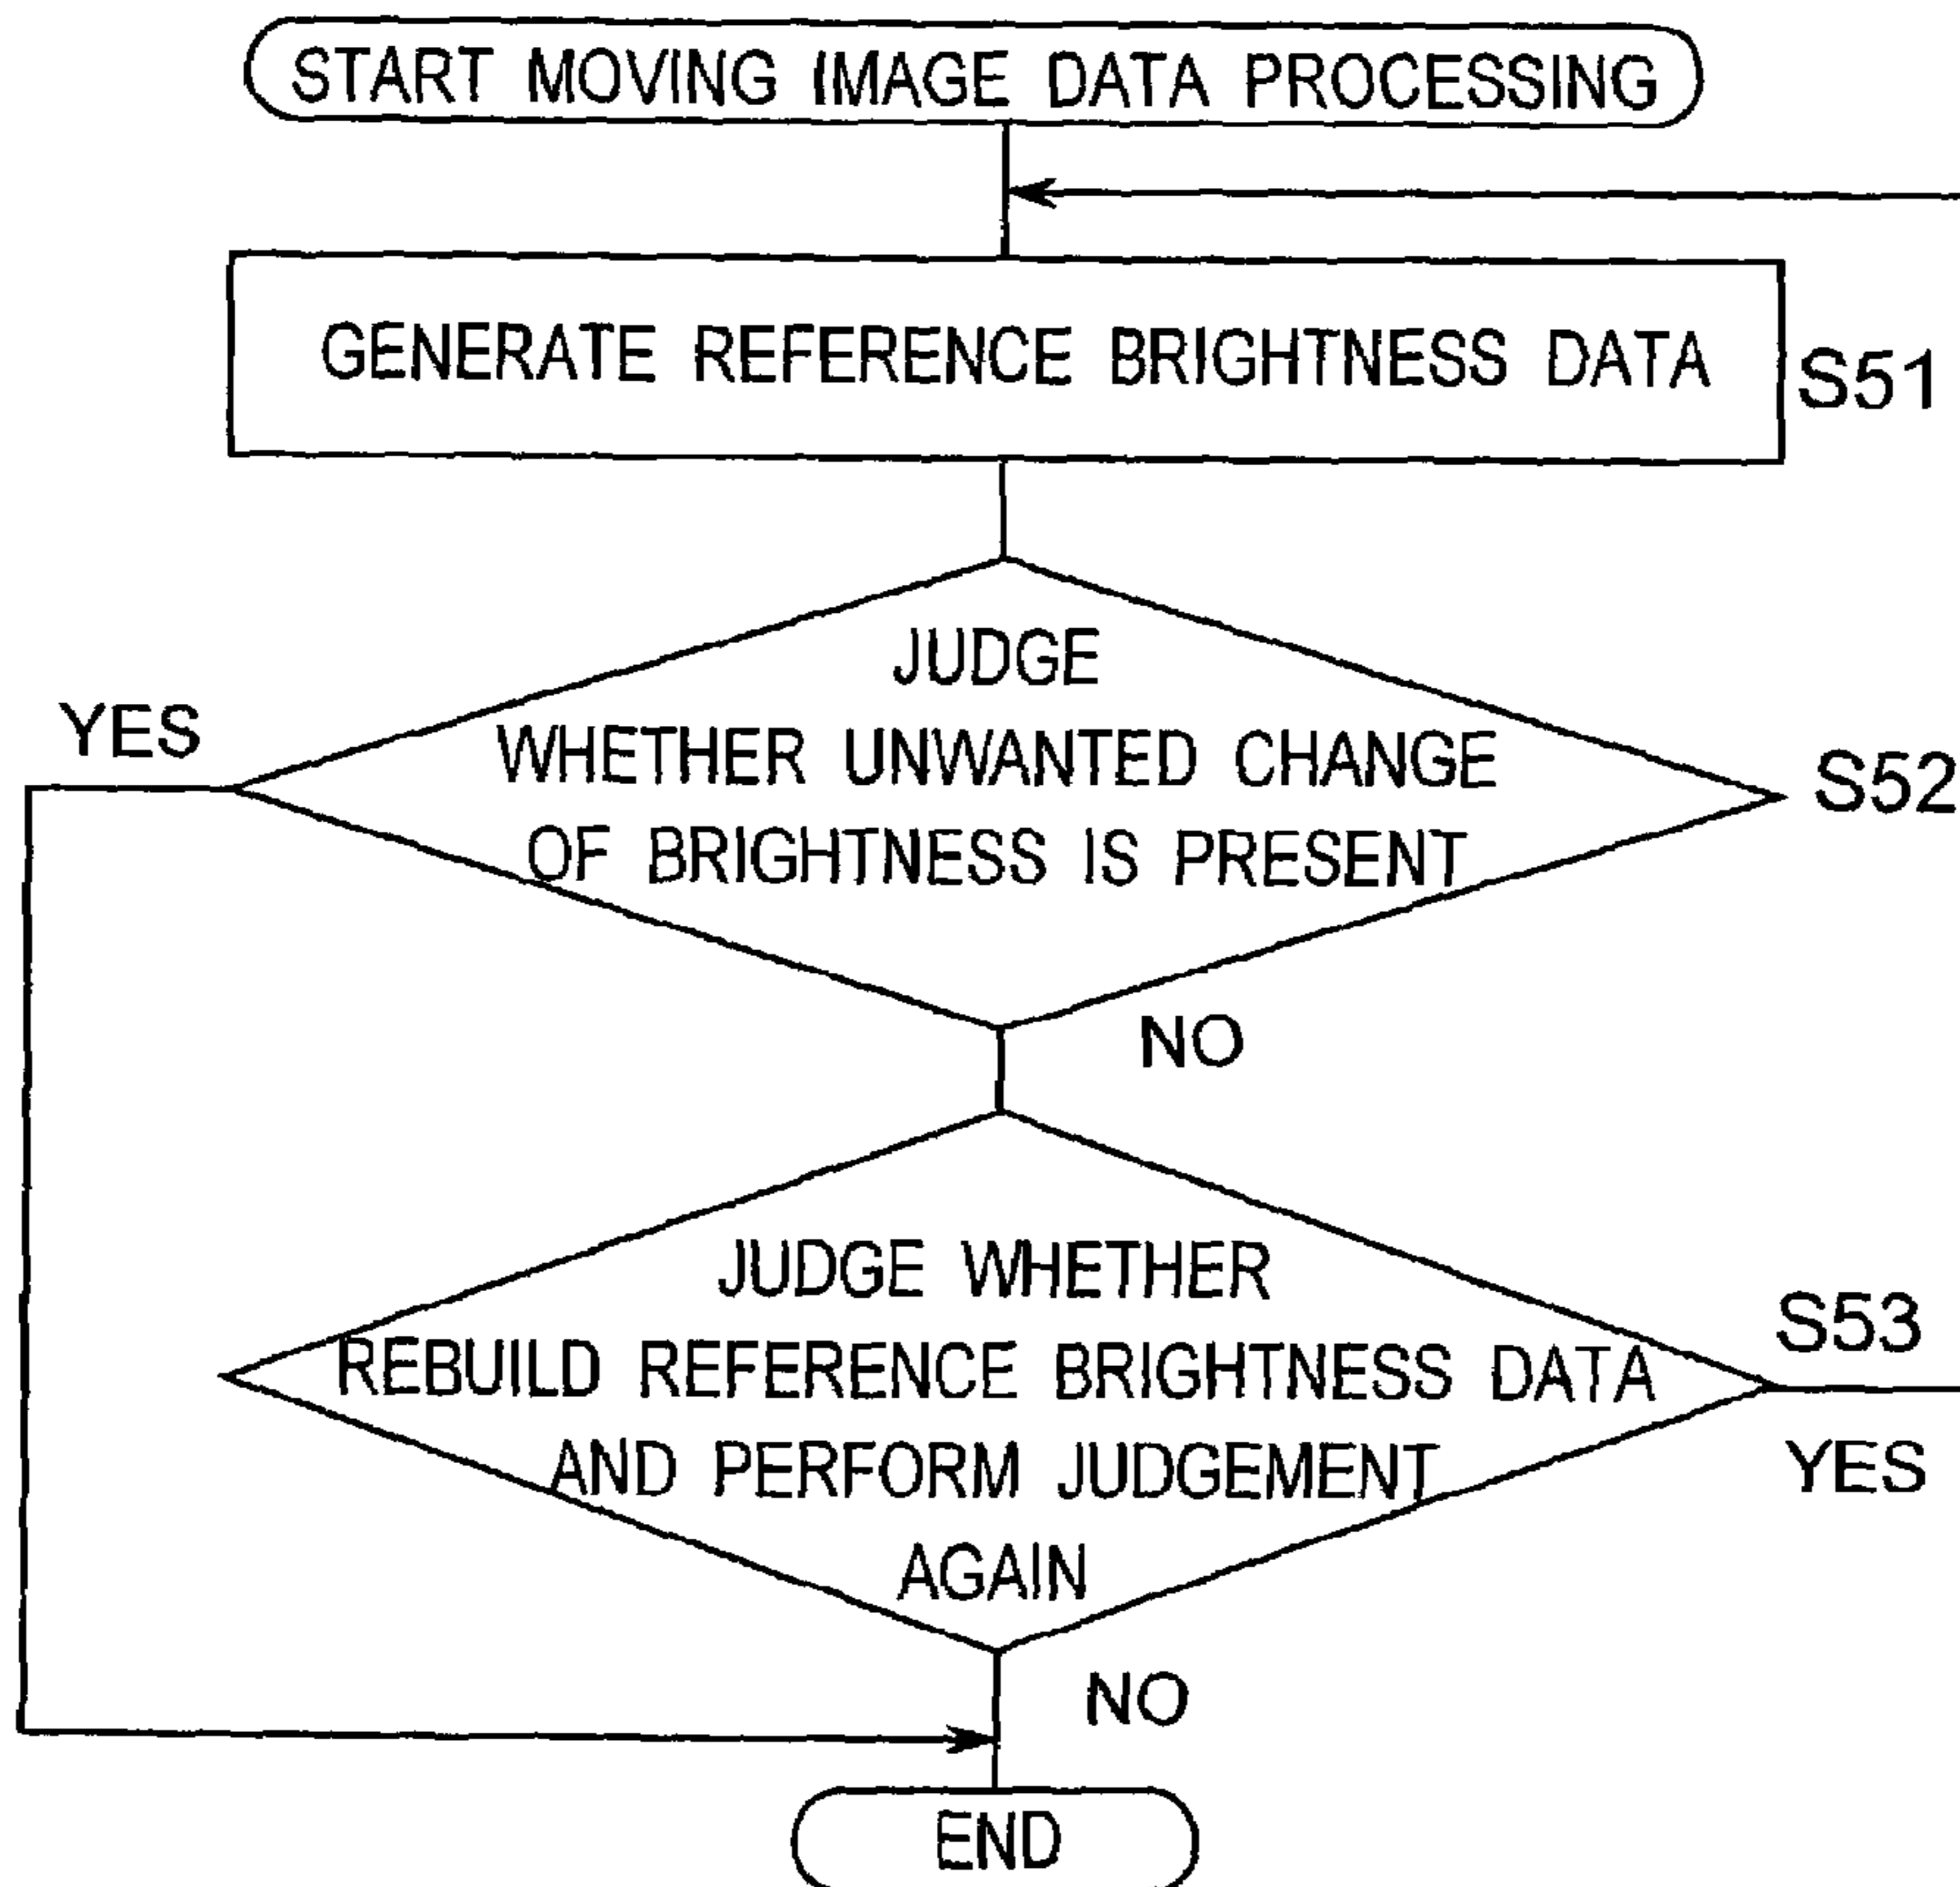 START MOVING IMAGE DATA PROCESSING
GENERATE REFERENCE BRIGHTNESS DATA
S51
JUDGE
WHETHER UNWANTED CHANGE
OF BRIGHTNESS IS PRESENT
YES
S52
NO
JUDGE WHETHER
REBUILD REFERENCE BRIGHTNESS DATA
AND PERFORM JUDGEMENT
AGAIN
S53
YES
NO
END